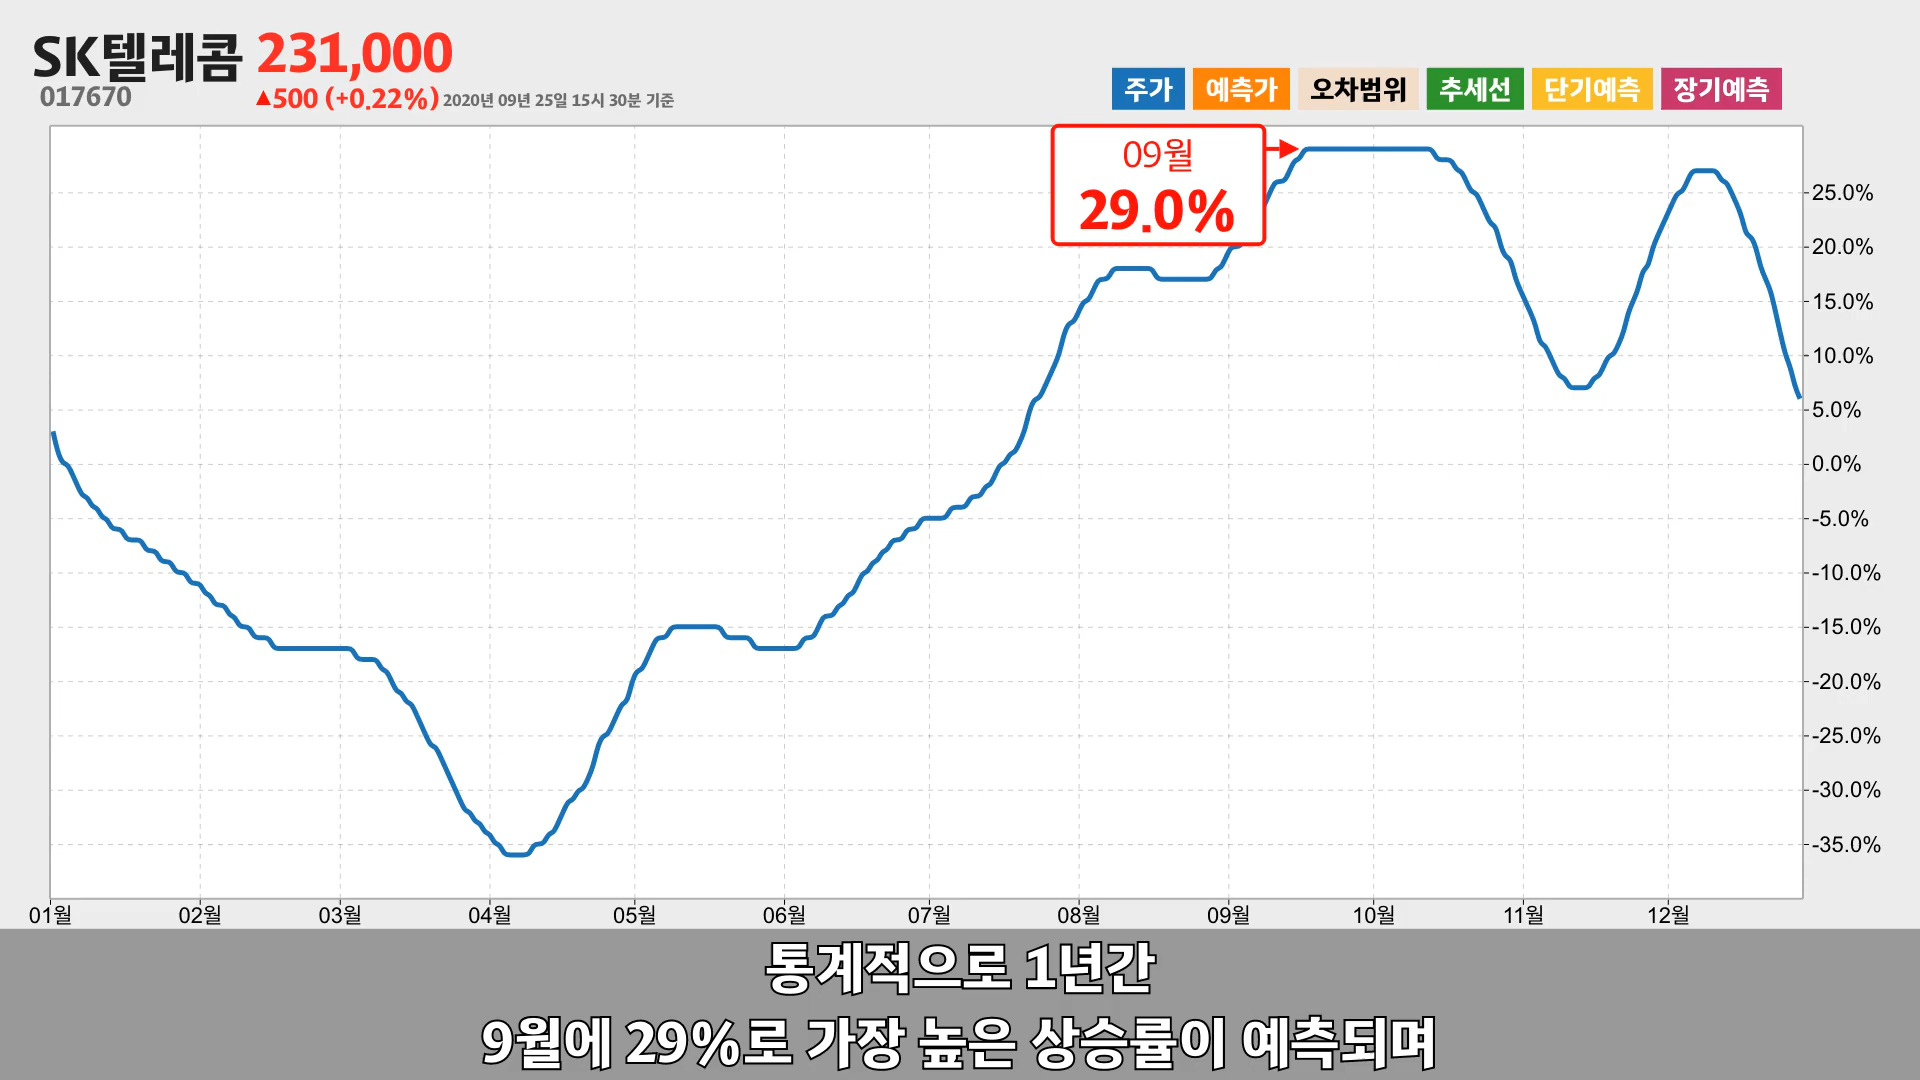 SK텔레콤 231,000
017670 ▲500 (+0.22%) 2020년 09년 25일 15시 30분 기준
주가 예측가 오차범위 추세선 단기예측 장기예측
09월
29.0%
25.0%
20.0%
15.0%
10.0%
5.0%
0.0%
-5.0%
-10.0%
-15.0%
-20.0%
-25.0%
-30.0%
-35.0%
01월 02월 03월 04월 05월 06월 07월 08월 09월 10월 11월 12월
통계적으로 1년간
9월에 29%로 가장 높은 상승률이 예측되며